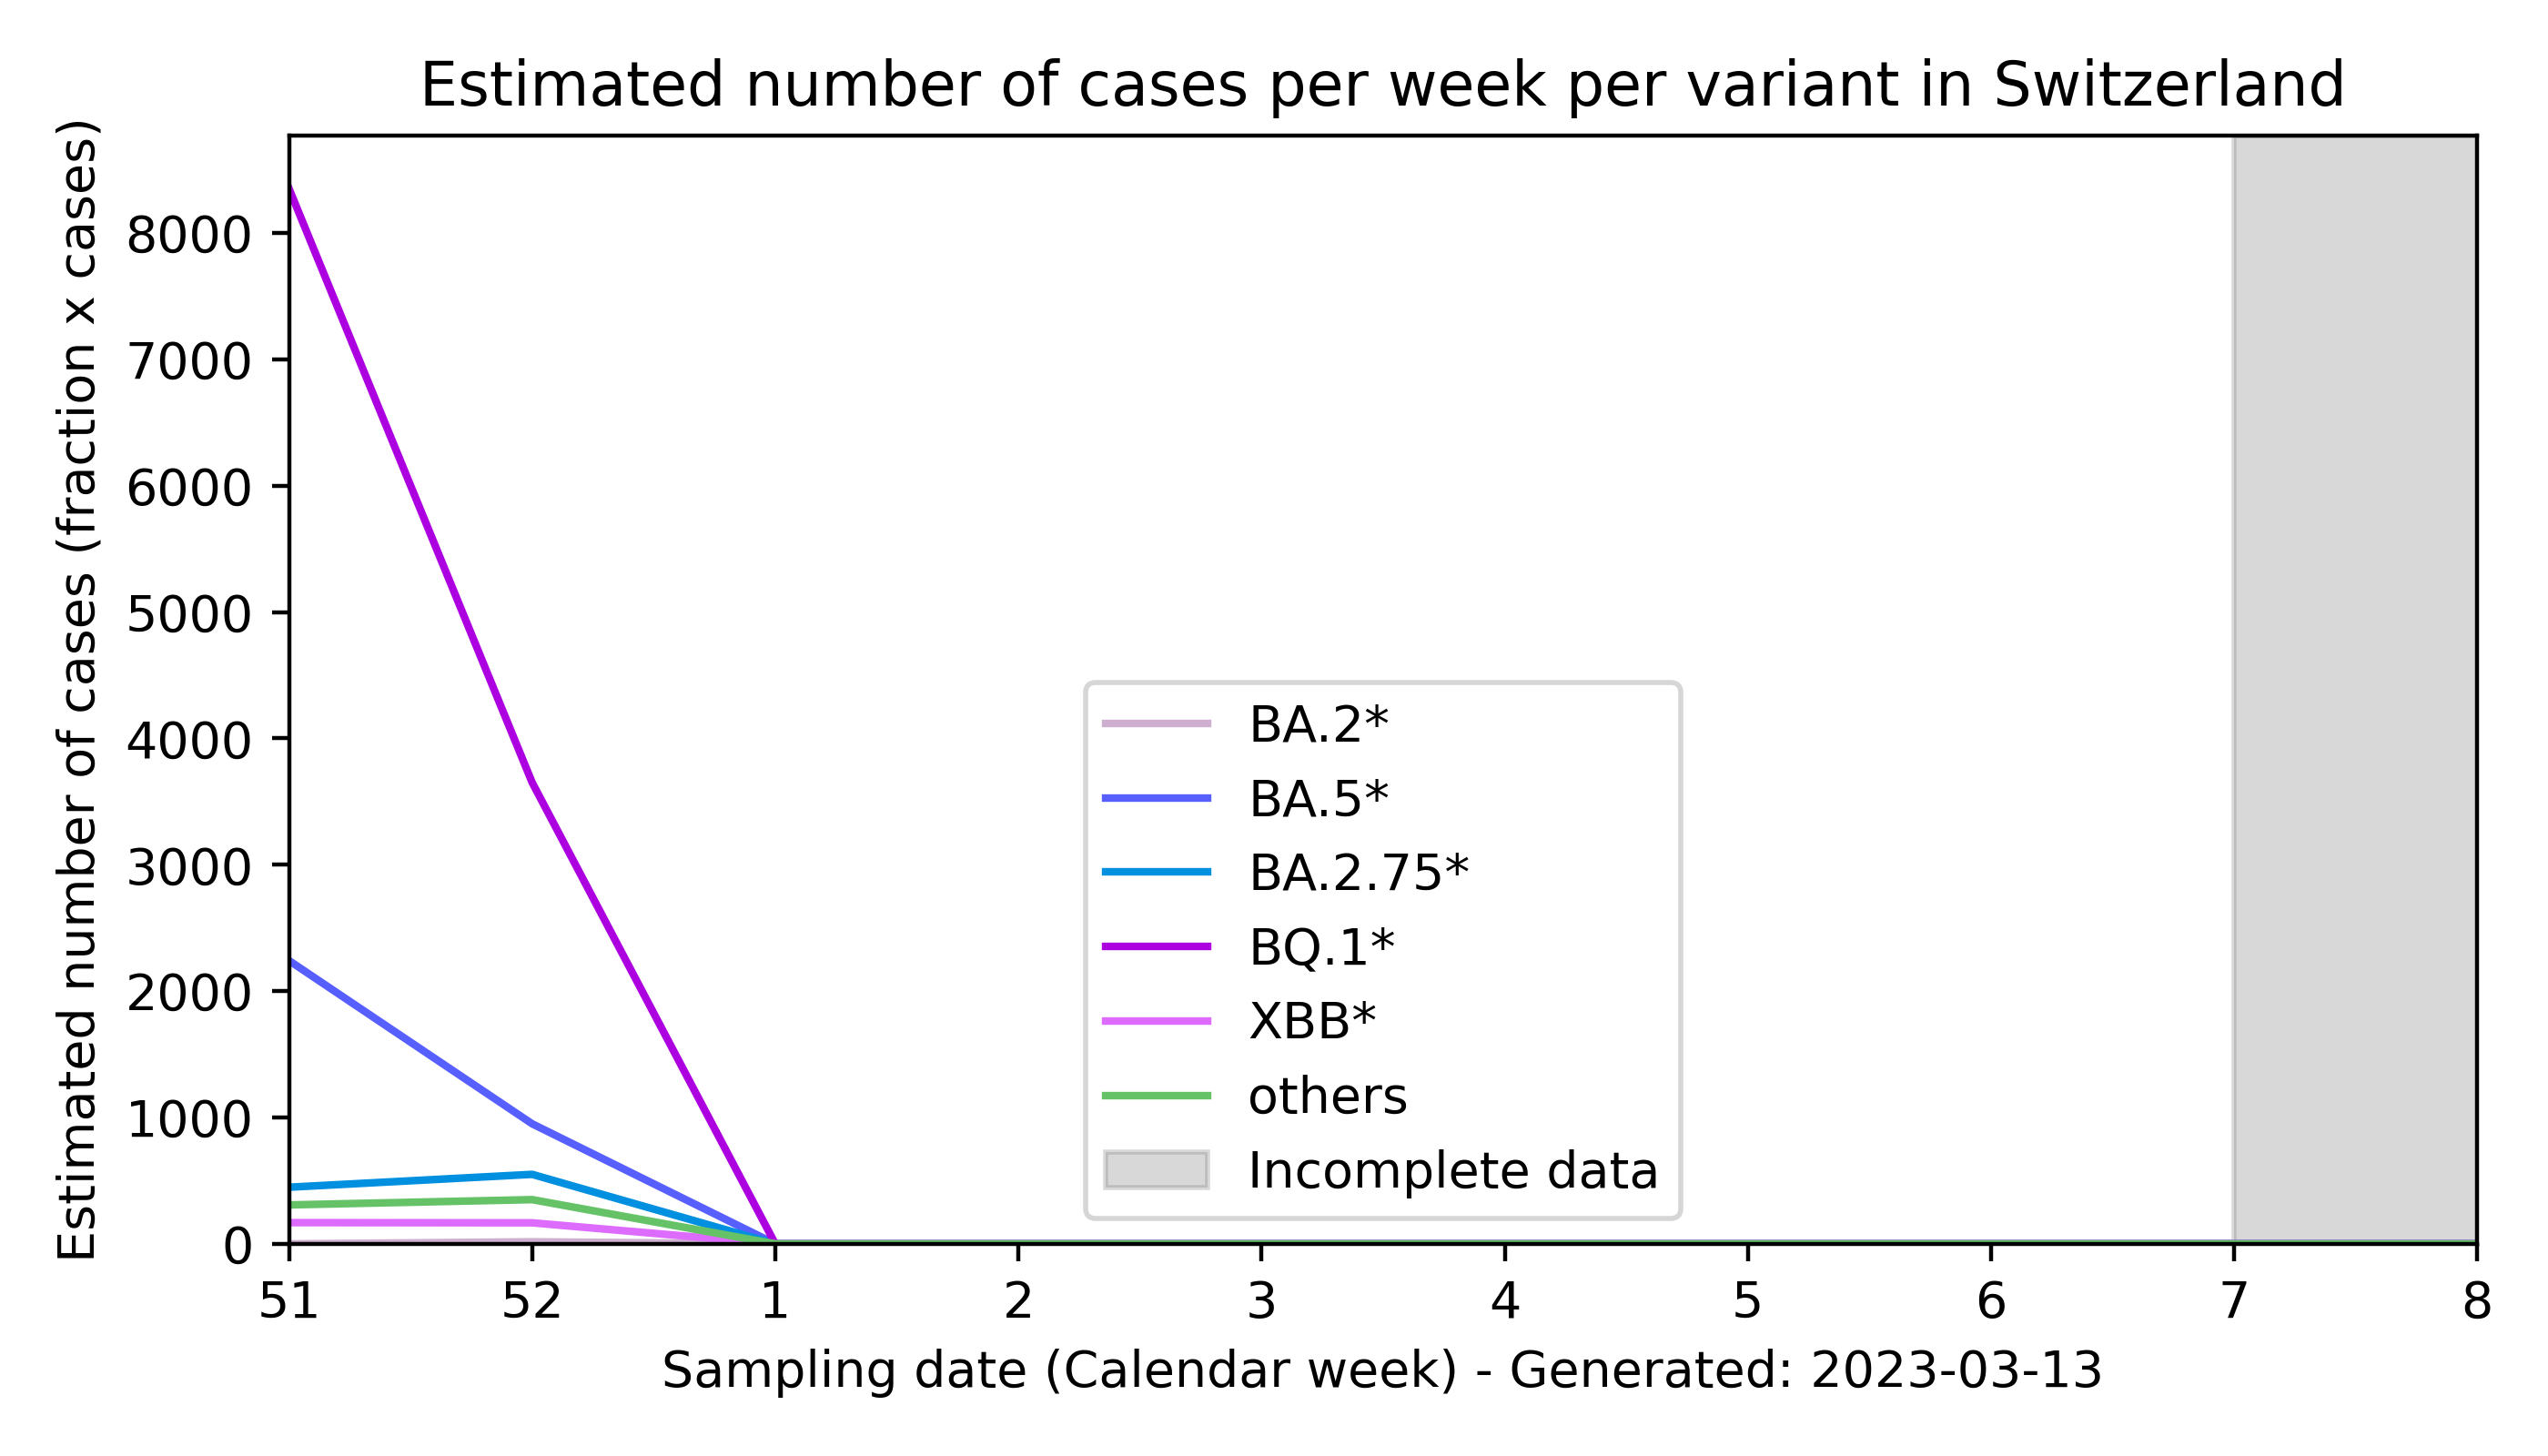 Estimated number of cases per week per variant in Switzerland
Estimated number of cases (fraction x cases)
8000
7000
6000
5000
4000
3000
2000
1000
0
BA.2*
BA.5*
BA.2.75*
BQ.1*
XBB*
others
Incomplete data
51 52 1 2 3 4 5 6 7 8
Sampling date (Calendar week) - Generated: 2023-03-13